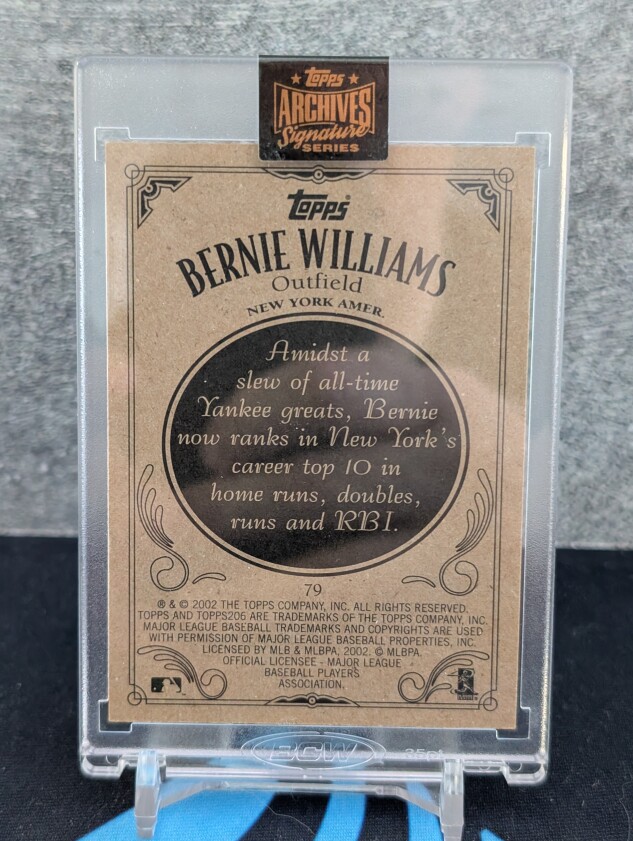 Topps
ARCHIVES
Signature
SERIES
Topps®
BERNIE WILLIAMS
Outfield
NEW YORK AMER.
Amidst a
slew of all-time
Yankee greats, Bernie
now ranks in New York's
career top 10 in
home runs, doubles,
runs and RBI.
79
® & © 2002 THE TOPPS COMPANY, INC. ALL RIGHTS RESERVED.
TOPPS AND TOPPS206 ARE TRADEMARKS OF THE TOPPS COMPANY, INC.
MAJOR LEAGUE BASEBALL TRADEMARKS AND COPYRIGHTS ARE USED
WITH PERMISSION OF MAJOR LEAGUE BASEBALL PROPERTIES, INC.
LICENSED BY MLB & MLBPA, 2002. © MLBPA.
OFFICIAL LICENSEE - MAJOR LEAGUE
BASEBALL PLAYERS
ASSOCIATION.
BCW